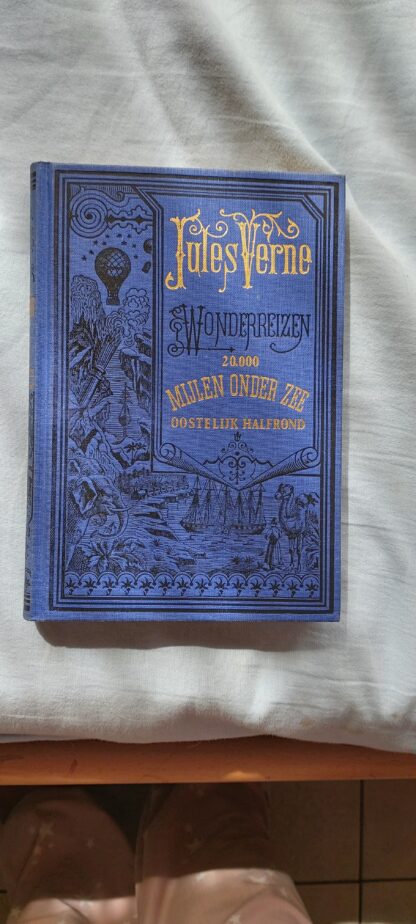 Jules Verne
Wonderreizen
20.000
MIJLEN ONDER ZEE
OOSTELIJK HALFROND